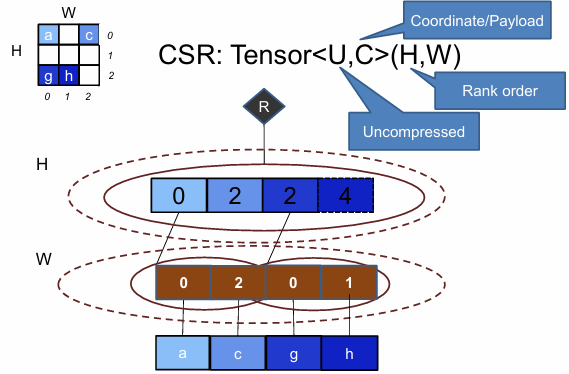 W
Coordinate/Payload
a c 0
H 1
g h 2
0 1 2
CSR: Tensor<U,C>(H,W)
Rank order
Uncompressed
R
H
0 2 2 4
W
0 2 0 1
a c g h